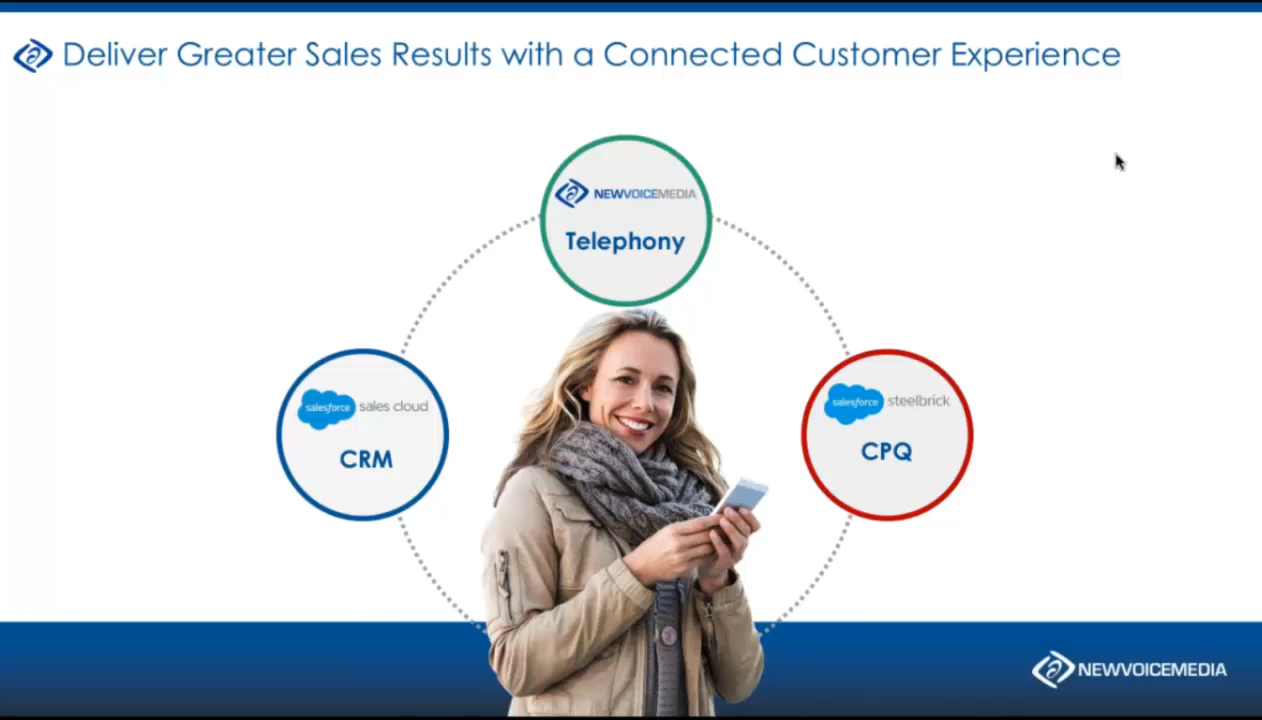 Deliver Greater Sales Results with a Connected Customer Experience
NEWVOICEMEDIA
Telephony
salesforce sales cloud
CRM
salesforce steelbrick
CPQ
NEWVOICEMEDIA